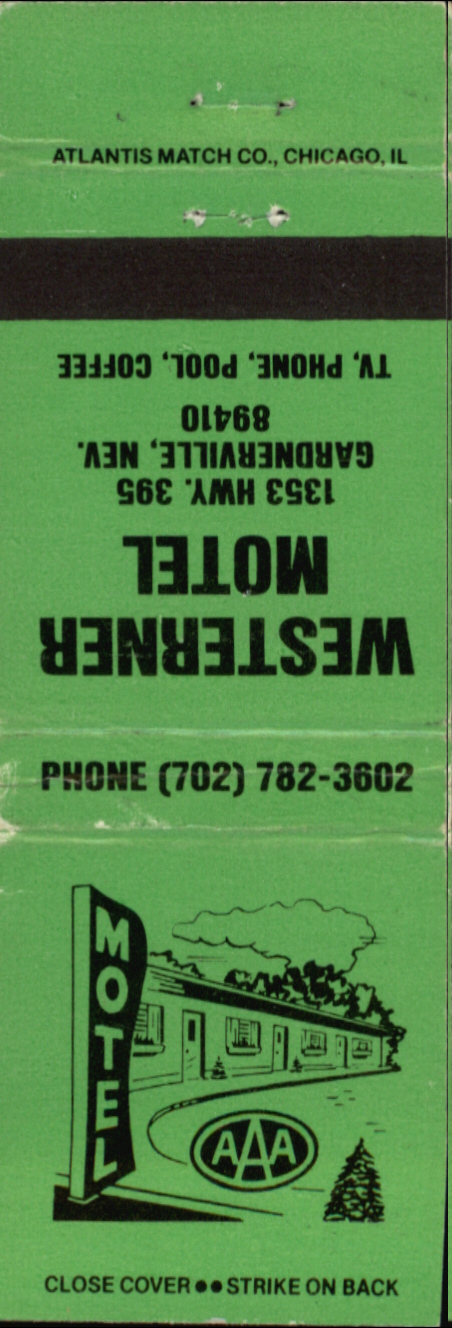 ATLANTIS MATCH CO., CHICAGO, IL
WESTERNER
MOTEL
1353 HWY. 395
GARDNERVILLE, NEV.
89410
TV, PHONE, POOL, COFFEE
PHONE (702) 782-3602
MOTEL
AAA
CLOSE COVER ●● STRIKE ON BACK